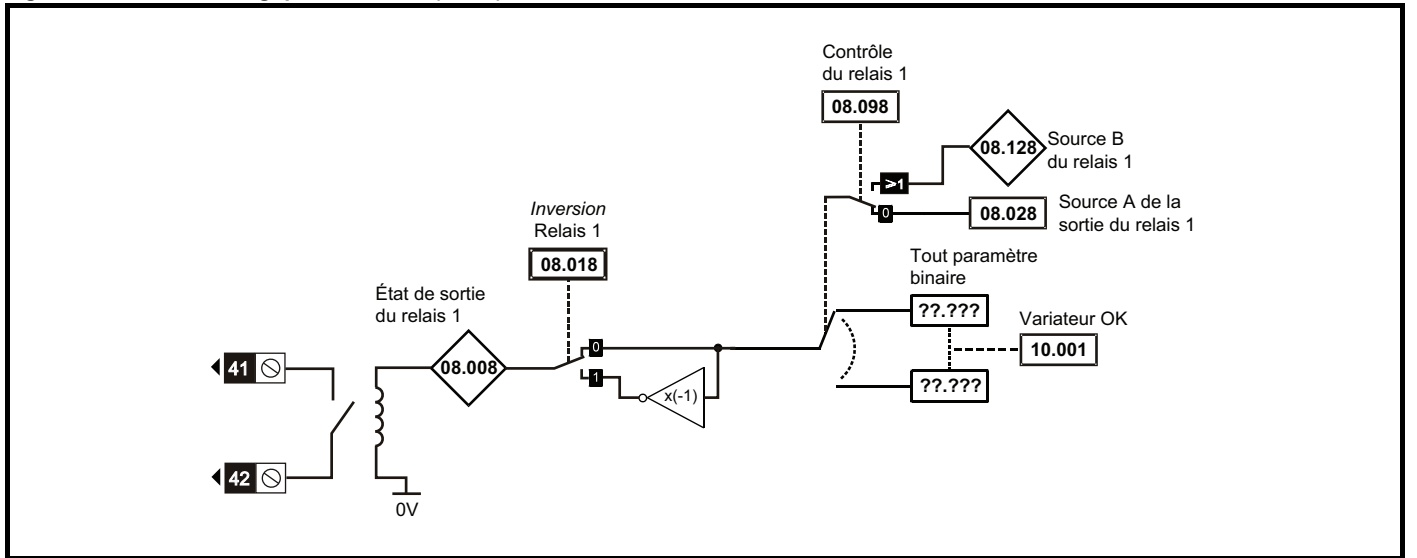 Contrôle
du relais 1
08.098
08.128
Source B
du relais 1
>1
0
08.028
Source A de la
sortie du relais 1
Inversion
Relais 1
08.018
Tout paramètre
binaire
??.???
Variateur OK
10.001
??.???
État de sortie
du relais 1
08.008
0
1
x(-1)
41
42
0V